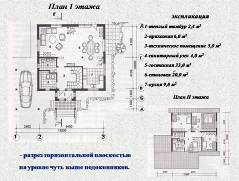 План I этажа
экспликация
1-теплый тамбур 2,4 м²
2-прихожая 6,0 м²
3-техническое помещение 3,0 м²
4-санитарный узел 4,0 м²
5-гостиная 33,0 м²
6-столовая 20,0 м²
7-кухня 9,0 м²
План II этажа
- разрез горизонтальной плоскостью
на уровне чуть выше подоконников.